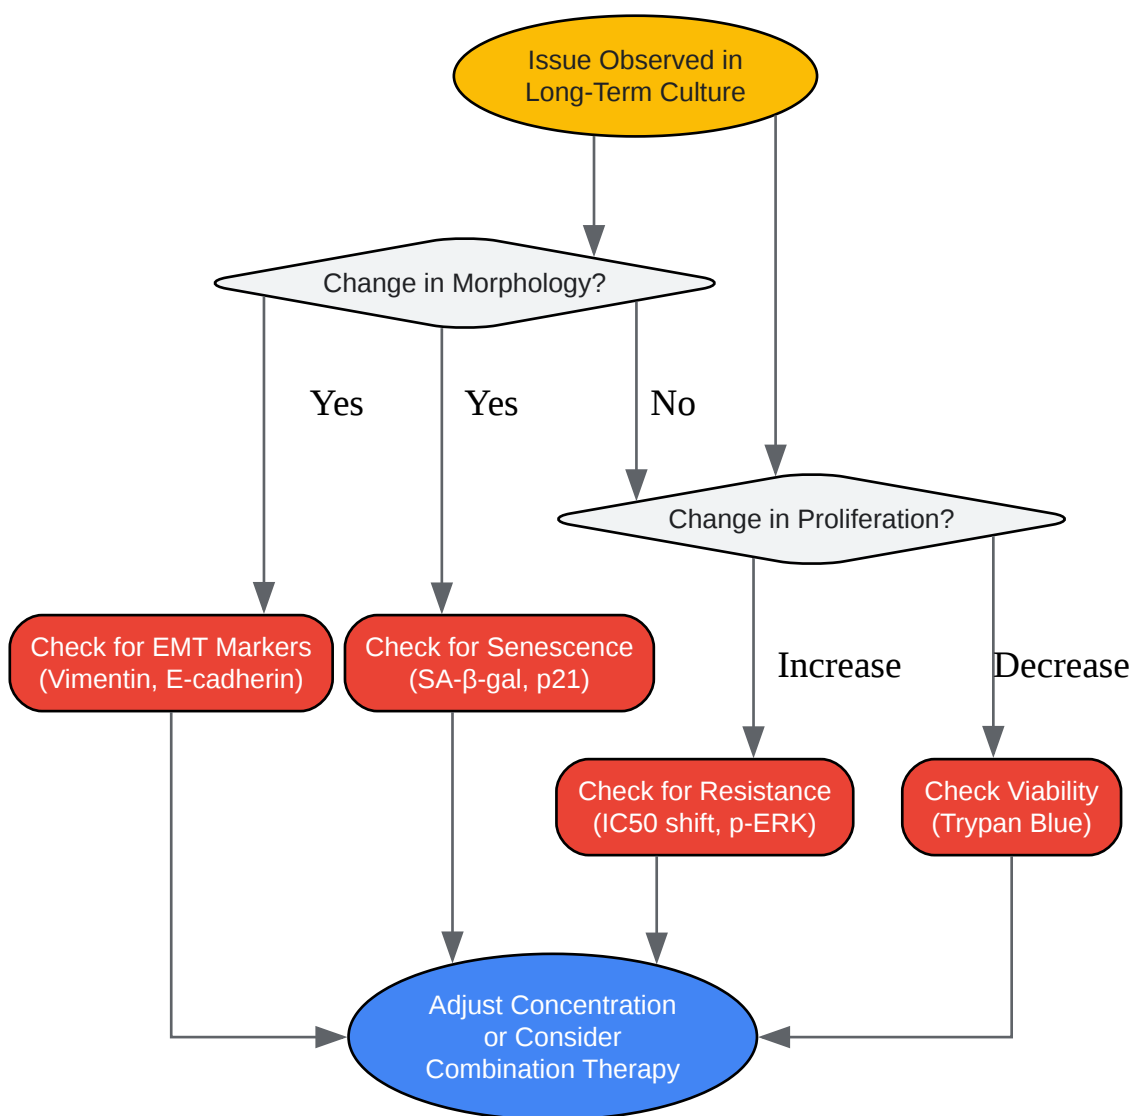 Issue Observed in
Long-Term Culture
Change in Morphology?
Yes
Yes
No
Change in Proliferation?
Check for EMT Markers
(Vimentin, E-cadherin)
Check for Senescence
(SA-β-gal, p21)
Increase
Decrease
Check for Resistance
(IC50 shift, p-ERK)
Check Viability
(Trypan Blue)
Adjust Concentration
or Consider
Combination Therapy